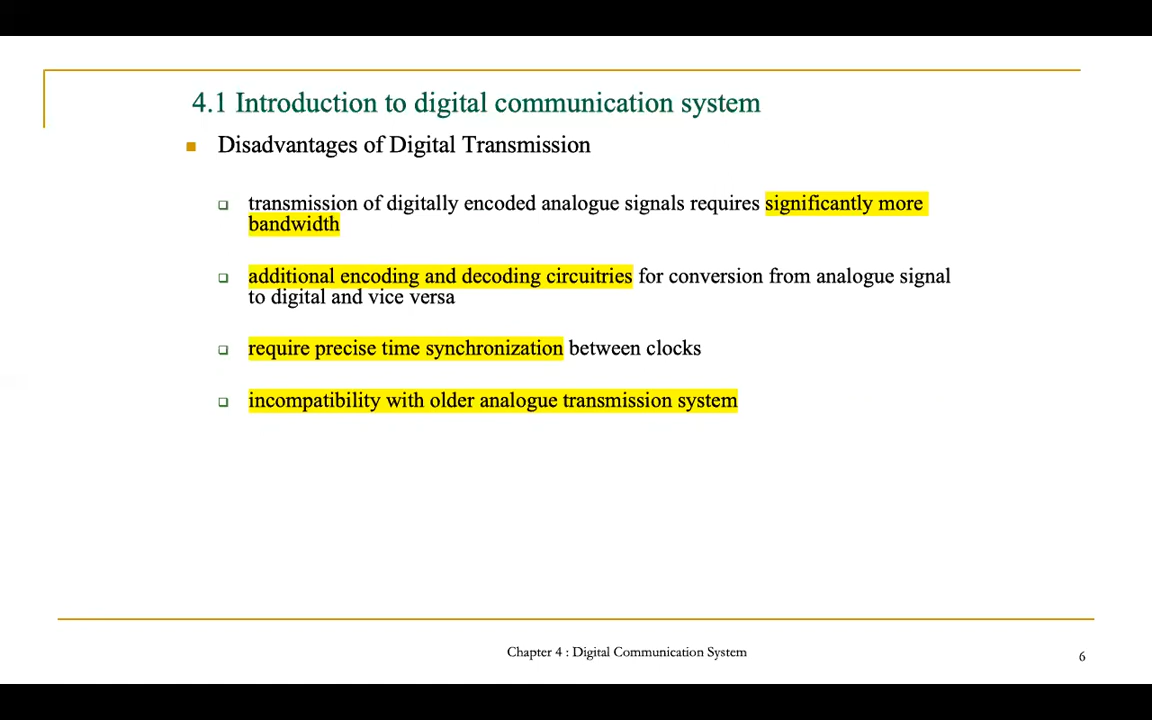 4.1 Introduction to digital communication system
Disadvantages of Digital Transmission
transmission of digitally encoded analogue signals requires significantly more
bandwidth
additional encoding and decoding circuitries for conversion from analogue signal
to digital and vice versa
require precise time synchronization between clocks
incompatibility with older analogue transmission system
Chapter 4 : Digital Communication System
6